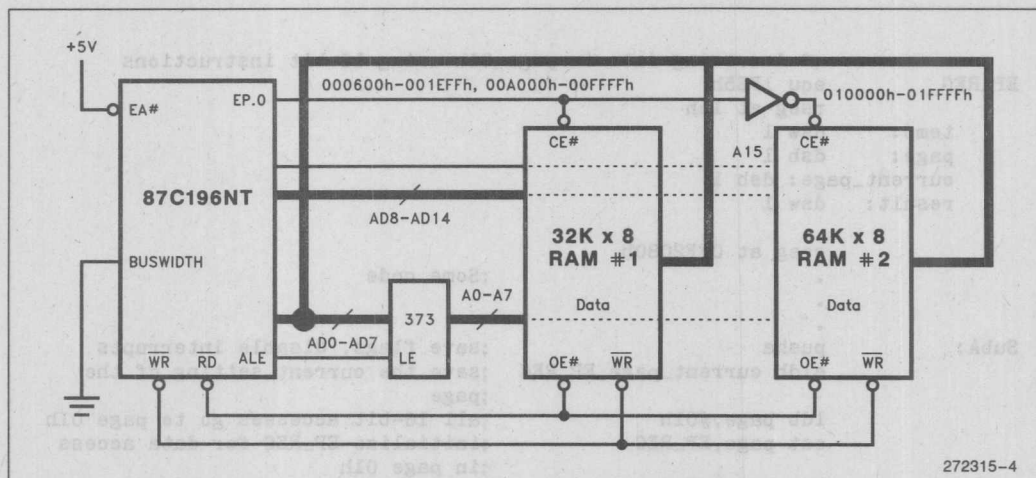 +5V
EA#
EP.0
000600h-001EFFh, 00A000h-00FFFFh
010000h-01FFFFh
CE#
CE#
A15
87C196NT
AD8-AD14
32K x 8
RAM #1
64K x 8
RAM #2
BUSWIDTH
A0-A7
Data
Data
373
AD0-AD7
WR
RD
ALE
LE
OE#
WR
OE#
WR
272315-4